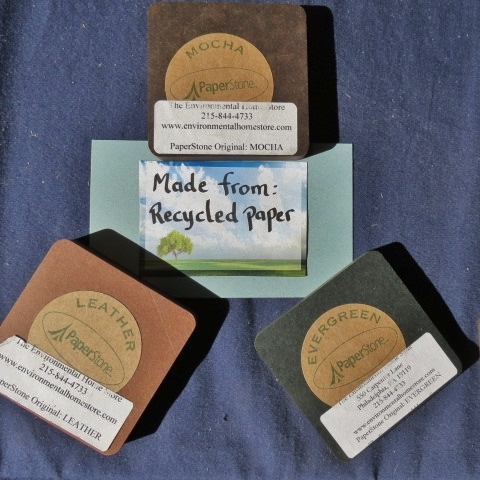 MOCHA
PaperStone
The Environmental Home Store
215-844-4733
www.environmentalhomestore.com
PaperStone Original: MOCHA
Made from:
Recycled paper
LEATHER
PaperStone
The Environmental Home Store
215-844-4733
www.environmentalhomestore.com
PaperStone Original: LEATHER
EVERGREEN
PaperStone
550 Carpenter Lane
Philadelphia, PA 19119
215-844-4733
www.environmentalhomestore.com
PaperStone Original: EVERGREEN